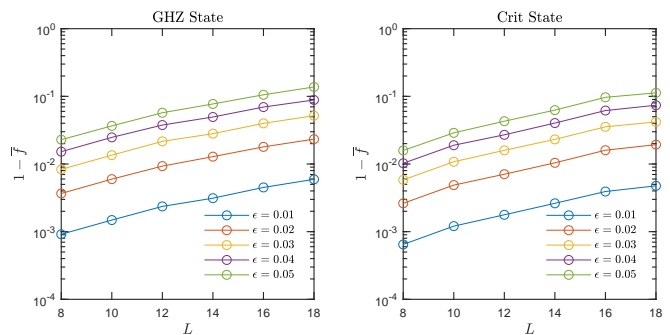 GHZ State
10^0
10^{-1}
10^{-2}
10^{-3}
10^{-4}
1 − \overline{f}
8 10 12 14 16 18
L
ϵ = 0.01
ϵ = 0.02
ϵ = 0.03
ϵ = 0.04
ϵ = 0.05
Crit State
10^0
10^{-1}
10^{-2}
10^{-3}
10^{-4}
1 − \overline{f}
8 10 12 14 16 18
L
ϵ = 0.01
ϵ = 0.02
ϵ = 0.03
ϵ = 0.04
ϵ = 0.05